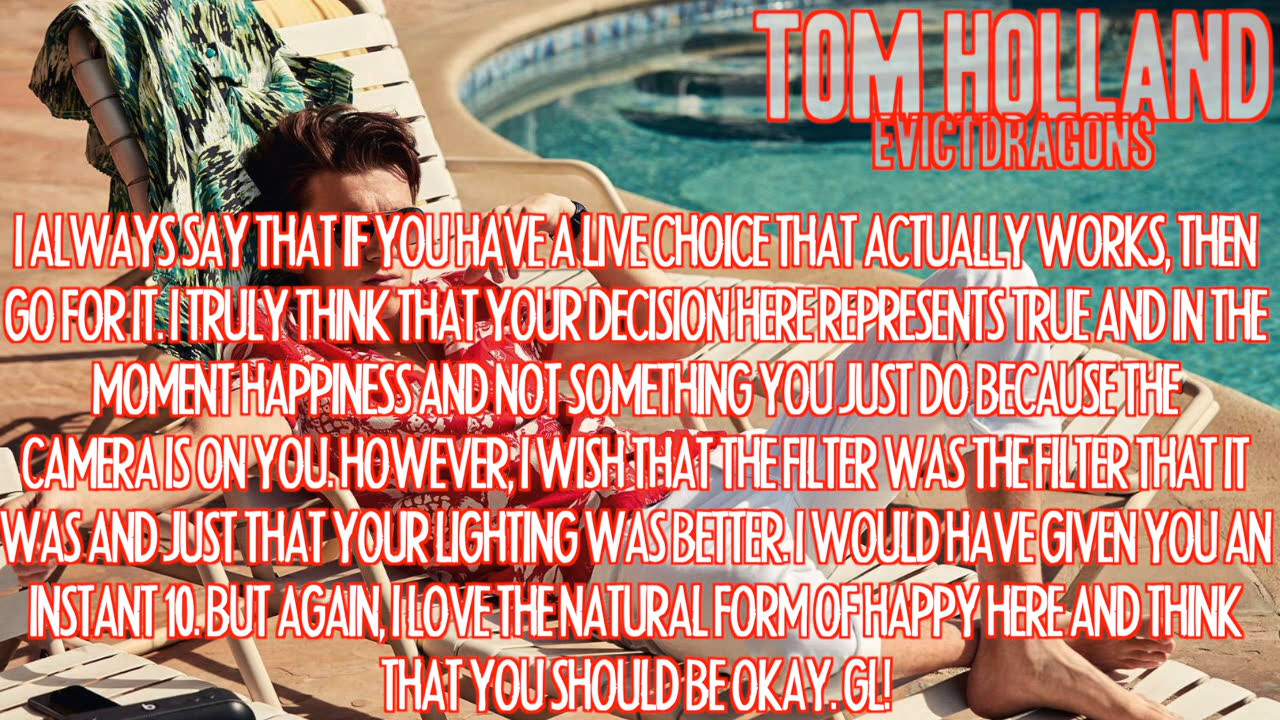 TOM HOLLAND
EVICTDRAGONS
I ALWAYS SAY THAT IF YOU HAVE A LIVE CHOICE THAT ACTUALLY WORKS, THEN
GO FOR IT. I TRULY THINK THAT YOUR DECISION HERE REPRESENTS TRUE AND IN THE
MOMENT HAPPINESS AND NOT SOMETHING YOU JUST DO BECAUSE THE
CAMERA IS ON YOU. HOWEVER, I WISH THAT THE FILTER WAS THE FILTER THAT IT
WAS AND JUST THAT YOUR LIGHTING WAS BETTER. I WOULD HAVE GIVEN YOU AN
INSTANT 10. BUT AGAIN, I LOVE THE NATURAL FORM OF HAPPY HERE AND THINK
THAT YOU SHOULD BE OKAY. GL!